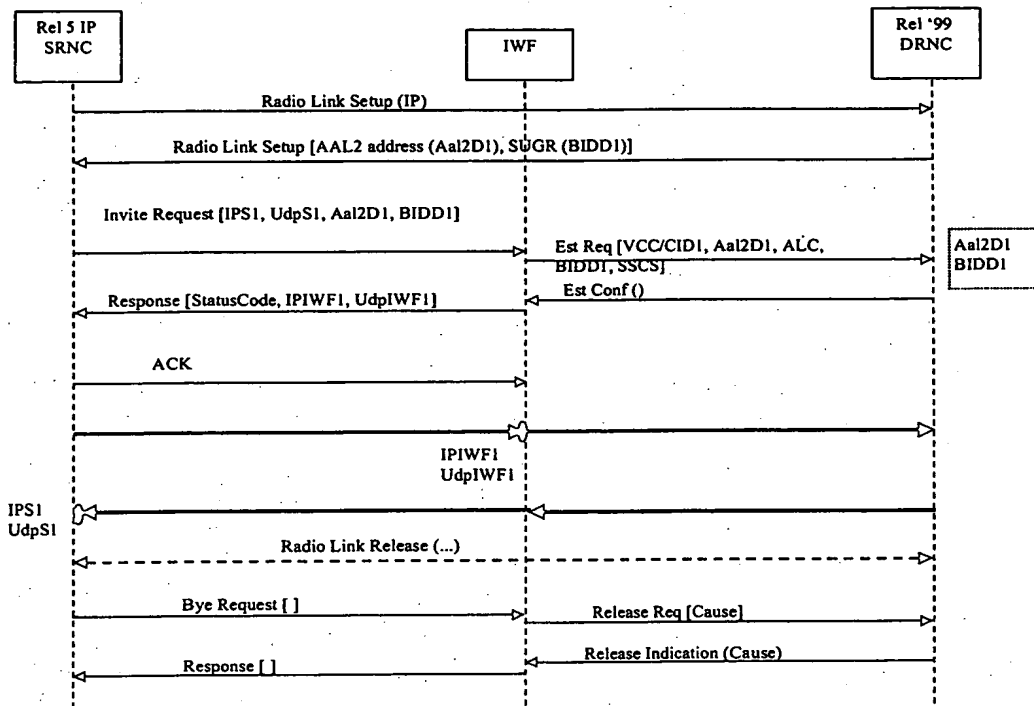 Rel 5 IP
SRNC
IWF
Rel '99
DRNC
Radio Link Setup (IP)
Radio Link Setup [AAL2 address (Aal2D1), SUGR (BIDD1)]
Invite Request [IPS1, UdpS1, Aal2D1, BIDD1]
Est Req [VCC/CID1, Aal2D1, ALC,
BIDD1, SSCS]
Aal2D1
BIDD1
Est Conf ()
Response [StatusCode, IPIWF1, UdpIWF1]
ACK
IPIWF1
UdpIWF1
IPS1
UdpS1
Radio Link Release (...)
Bye Request [ ]
Release Req [Cause]
Release Indication (Cause)
Response [ ]